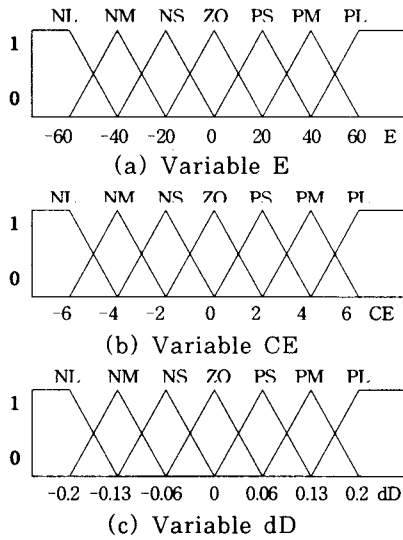 NL NM NS ZO PS PM PL
1
0
-60 -40 -20 0 20 40 60 E
(a) Variable E
NL NM NS ZO PS PM PL
1
0
-6 -4 -2 0 2 4 6 CE
(b) Variable CE
NL NM NS ZO PS PM PL
1
0
-0.2 -0.13 -0.06 0 0.06 0.13 0.2 dD
(c) Variable dD